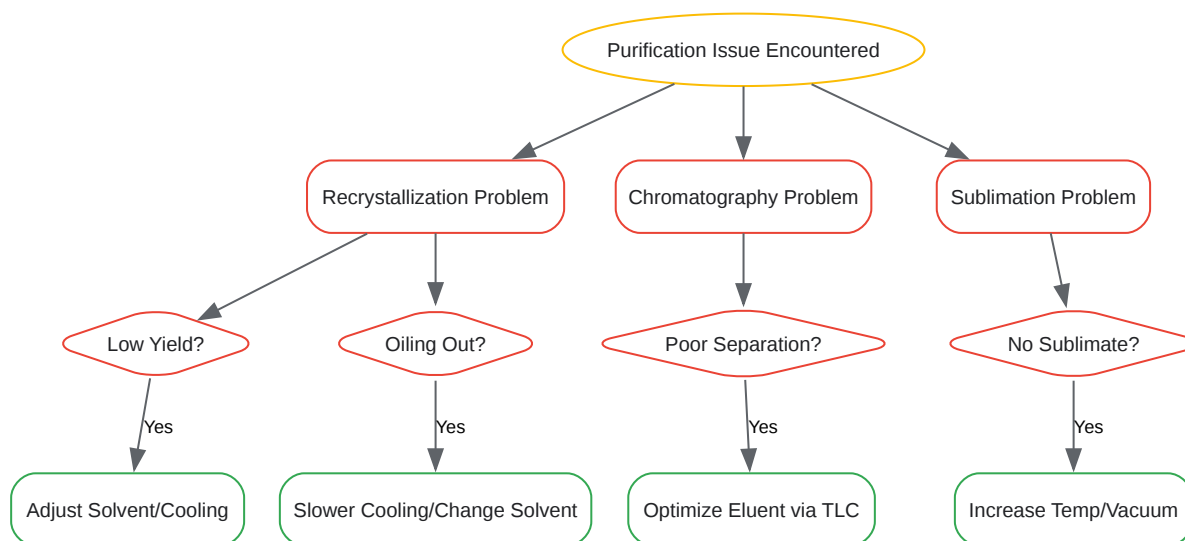 Purification Issue Encountered
Recrystallization Problem
Chromatography Problem
Sublimation Problem
Low Yield?
Oiling Out?
Poor Separation?
No Sublimate?
Yes
Yes
Yes
Yes
Adjust Solvent/Cooling
Slower Cooling/Change Solvent
Optimize Eluent via TLC
Increase Temp/Vacuum